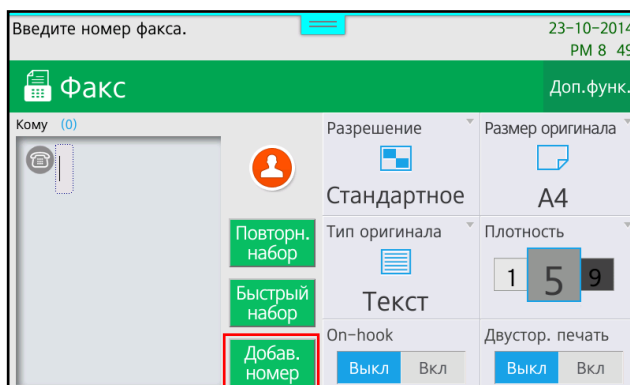 Введите номер факса.
23-10-2014
PM 8 49
Факс
Доп.функ.
Кому (0)
Повторн.
набор
Быстрый
набор
Добав.
номер
Разрешение
Стандартное
Размер оригинала
A4
Тип оригинала
Текст
Плотность
1 5 9
On-hook
Выкл Вкл
Двустор. печать
Выкл Вкл